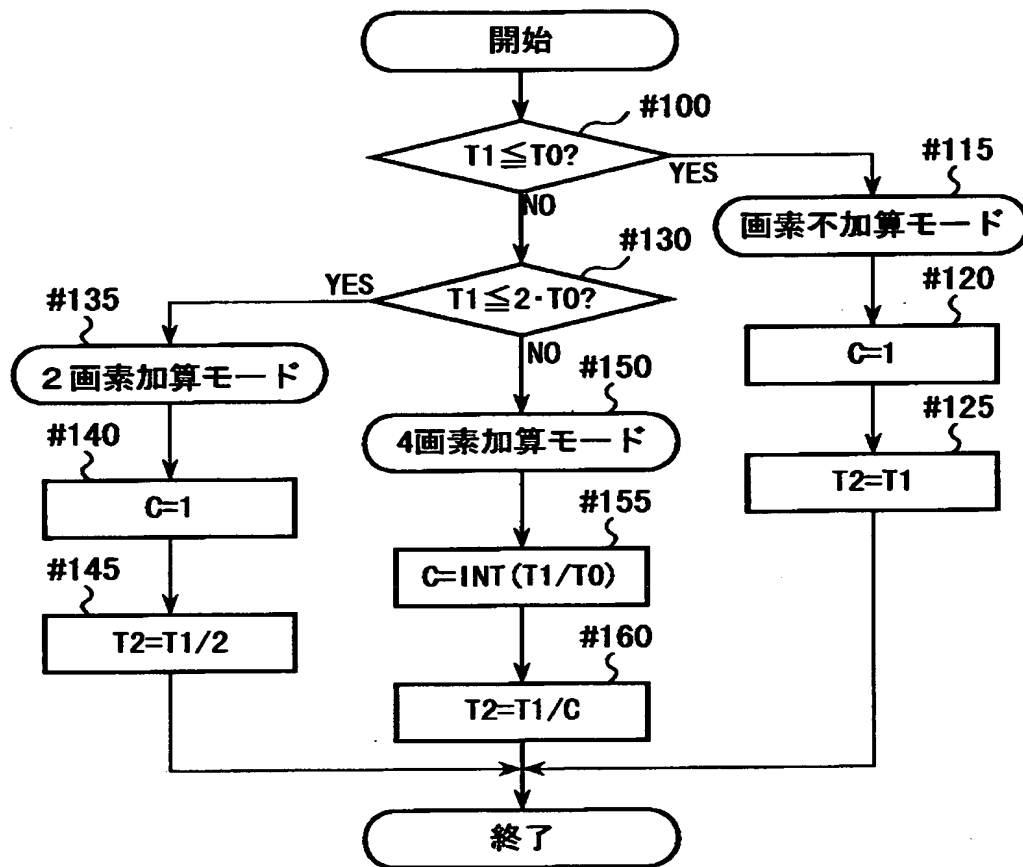 開始
#100
T1≦T0?
YES
NO
#115
画素不加算モード
#130
T1≦2・T0?
YES
NO
#120
C=1
#135
2画素加算モード
#150
4画素加算モード
#125
T2=T1
#140
C=1
#155
C=INT(T1/T0)
#145
T2=T1/2
#160
T2=T1/C
終了